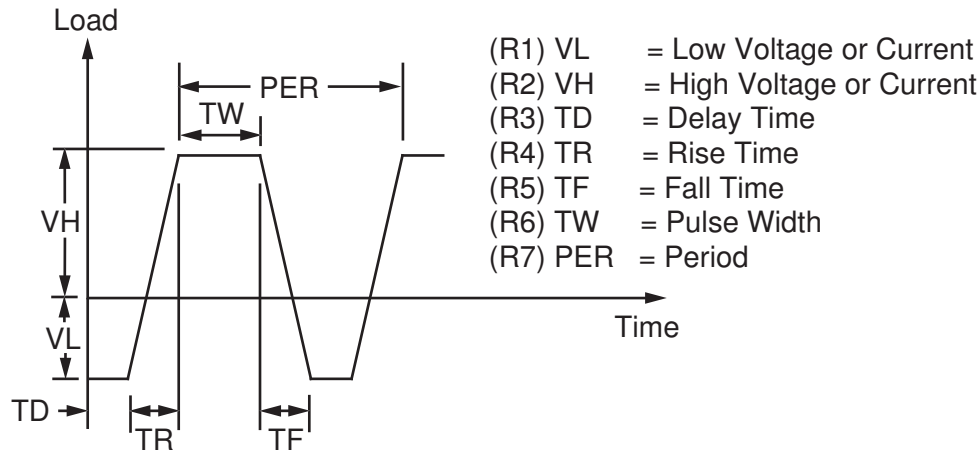 Load
PER
TW
VH
VL
TD
TR
TF
Time
(R1) VL = Low Voltage or Current
(R2) VH = High Voltage or Current
(R3) TD = Delay Time
(R4) TR = Rise Time
(R5) TF = Fall Time
(R6) TW = Pulse Width
(R7) PER = Period